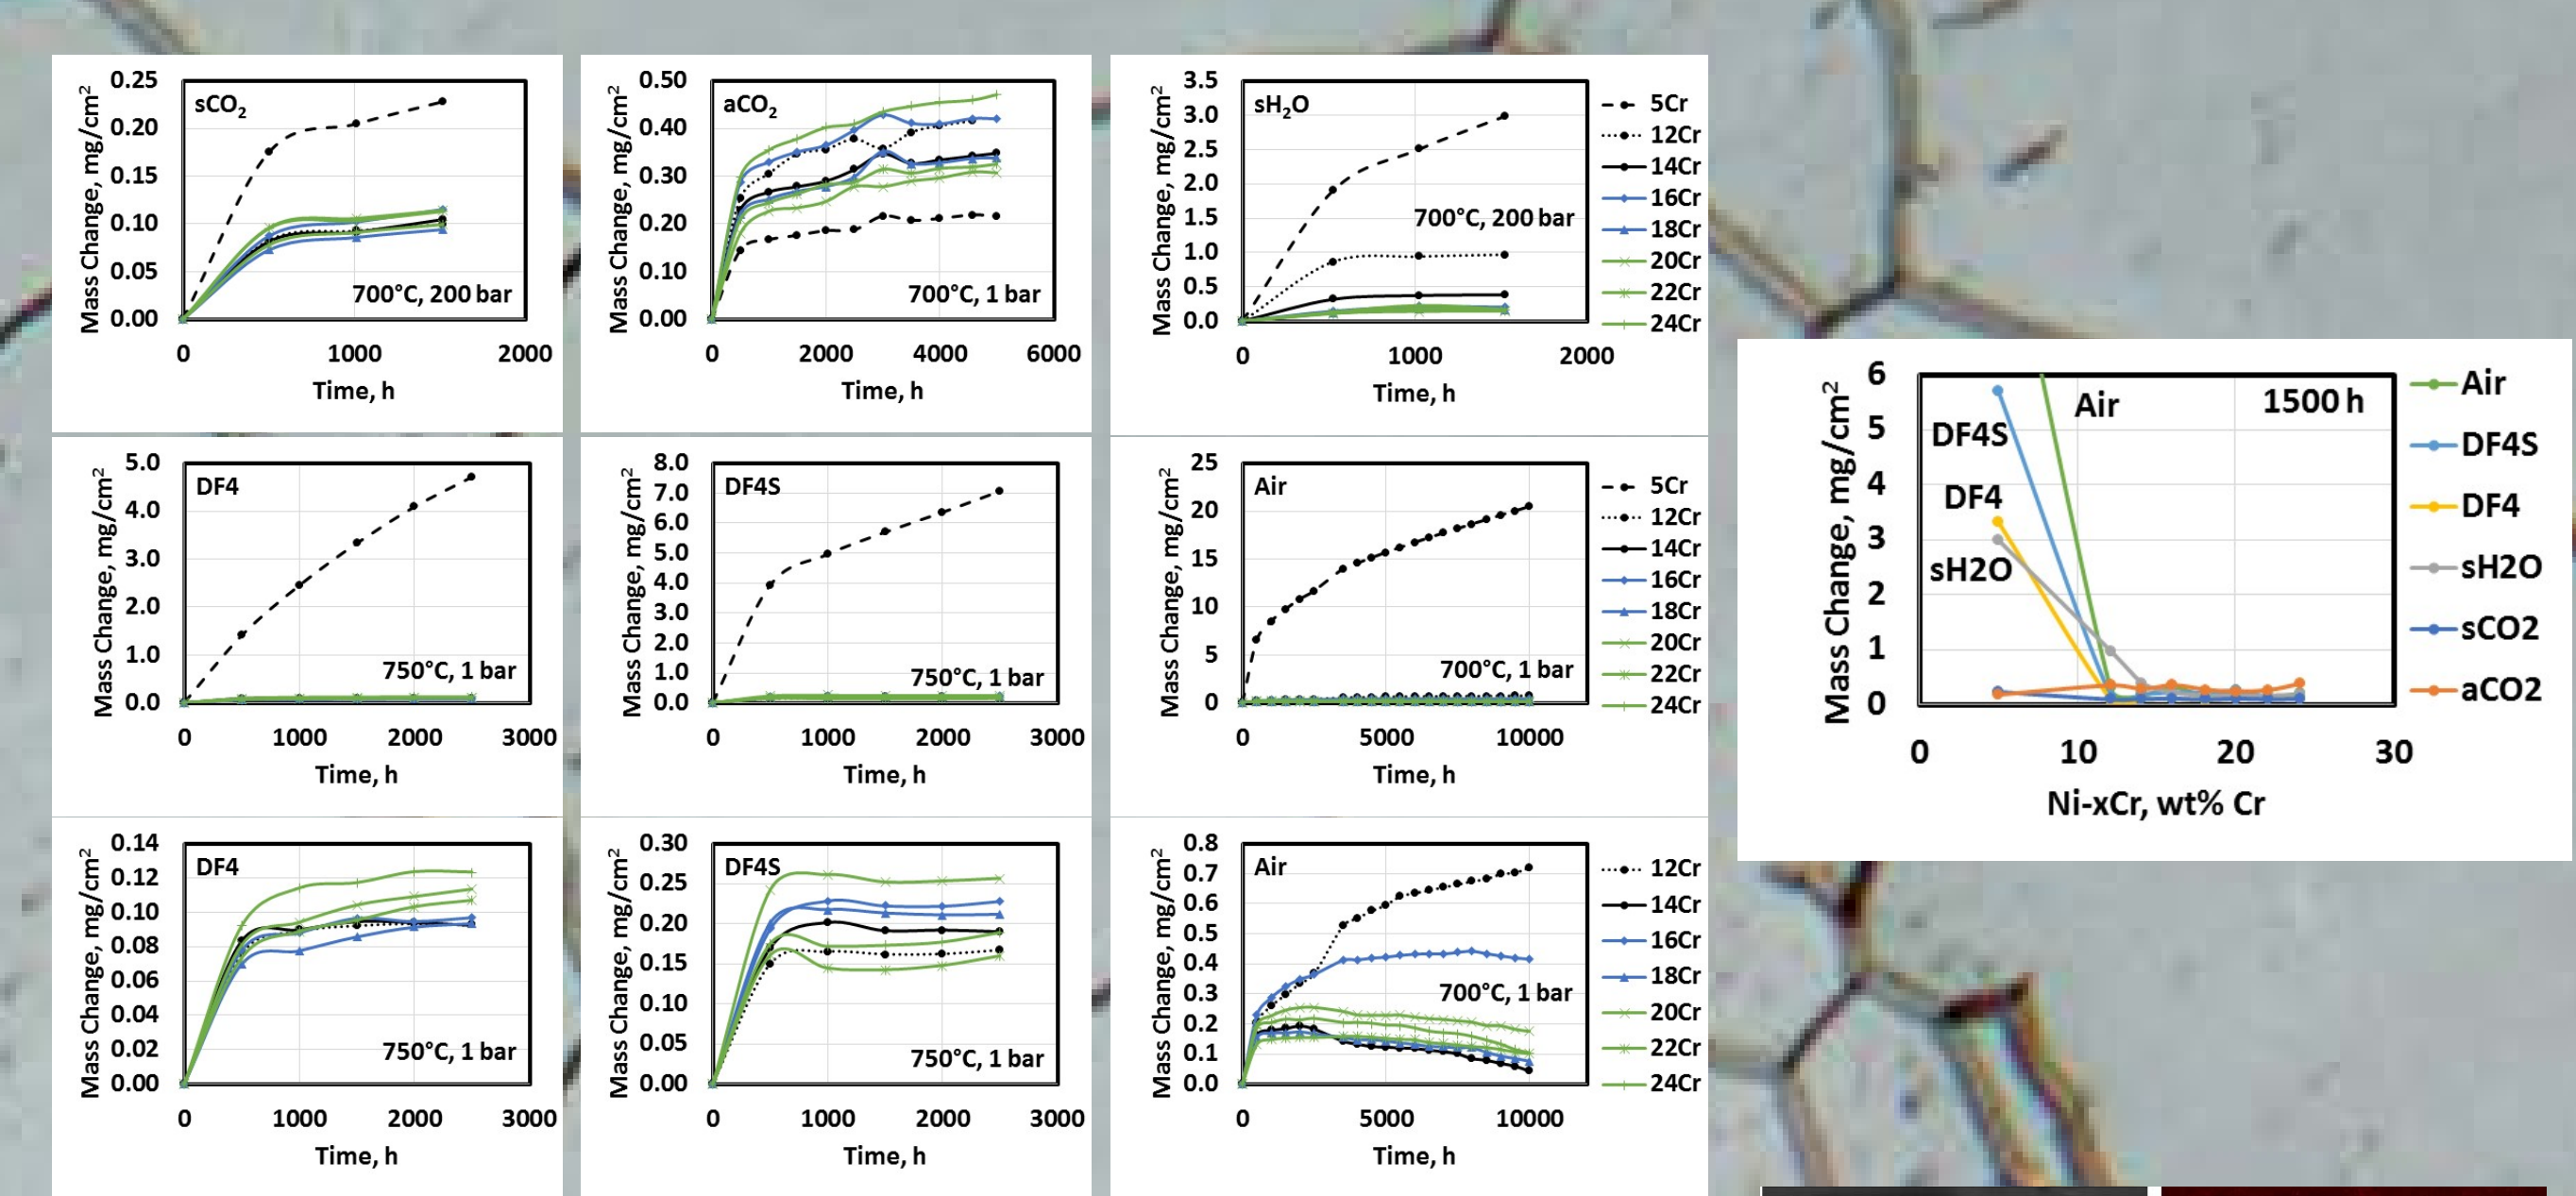 Mass Change, mg/cm²
0.25
0.20
0.15
0.10
0.05
0.00
sCO₂
700°C, 200 bar
0 1000 2000
Time, h
Mass Change, mg/cm²
0.50
0.40
0.30
0.20
0.10
0.00
aCO₂
700°C, 1 bar
0 2000 4000 6000
Time, h
Mass Change, mg/cm²
3.5
3.0
2.5
2.0
1.5
1.0
0.5
0.0
sH₂O
700°C, 200 bar
0 1000 2000
Time, h
5Cr
12Cr
14Cr
16Cr
18Cr
20Cr
22Cr
24Cr
Mass Change, mg/cm²
5.0
4.0
3.0
2.0
1.0
0.0
DF4
750°C, 1 bar
0 1000 2000 3000
Time, h
Mass Change, mg/cm²
8.0
7.0
6.0
5.0
4.0
3.0
2.0
1.0
0.0
DF4S
750°C, 1 bar
0 1000 2000 3000
Time, h
Mass Change, mg/cm²
25
20
15
10
5
0
Air
700°C, 1 bar
0 5000 10000
Time, h
5Cr
12Cr
14Cr
16Cr
18Cr
20Cr
22Cr
24Cr
Mass Change, mg/cm²
0.14
0.12
0.10
0.08
0.06
0.04
0.02
0.00
DF4
750°C, 1 bar
0 1000 2000 3000
Time, h
Mass Change, mg/cm²
0.30
0.25
0.20
0.15
0.10
0.05
0.00
DF4S
750°C, 1 bar
0 1000 2000 3000
Time, h
Mass Change, mg/cm²
0.8
0.7
0.6
0.5
0.4
0.3
0.2
0.1
0.0
Air
700°C, 1 bar
0 5000 10000
Time, h
12Cr
14Cr
16Cr
18Cr
20Cr
22Cr
24Cr
Mass Change, mg/cm²
6
5
4
3
2
1
0
Air
1500 h
DF4S
DF4
sH2O
0 10 20 30
Ni-xCr, wt% Cr
Air
DF4S
DF4
sH2O
sCO2
aCO2